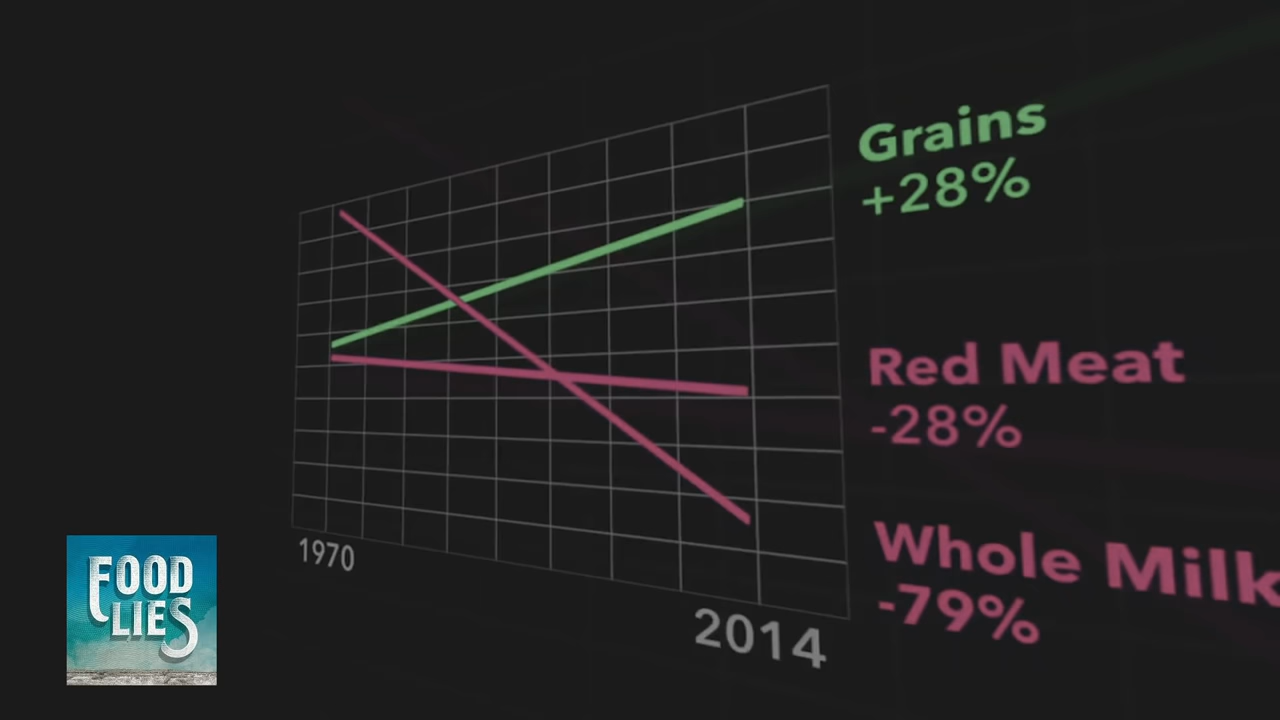 Grains
+28%
Red Meat
-28%
Whole Milk
-79%
1970
2014
FOOD
LIES